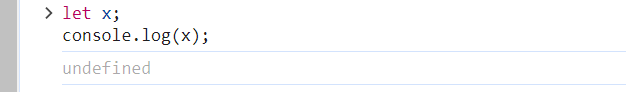 let x;
console.log(x);
undefined